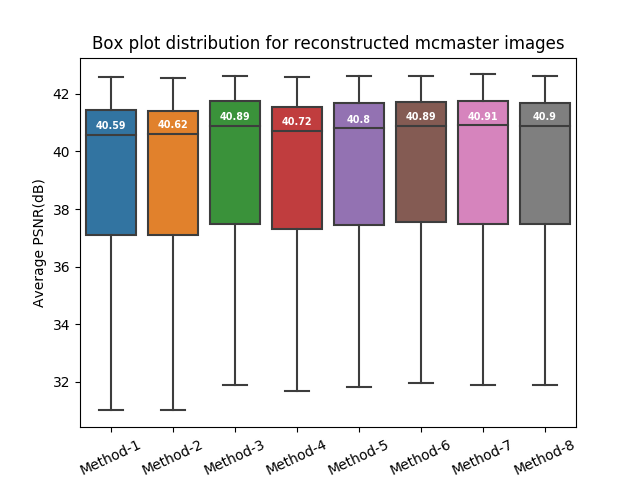 Box plot distribution for reconstructed mcmaster images
Average PSNR(dB)
42
40
38
36
34
32
40.59
40.62
40.89
40.72
40.8
40.89
40.91
40.9
Method-1
Method-2
Method-3
Method-4
Method-5
Method-6
Method-7
Method-8